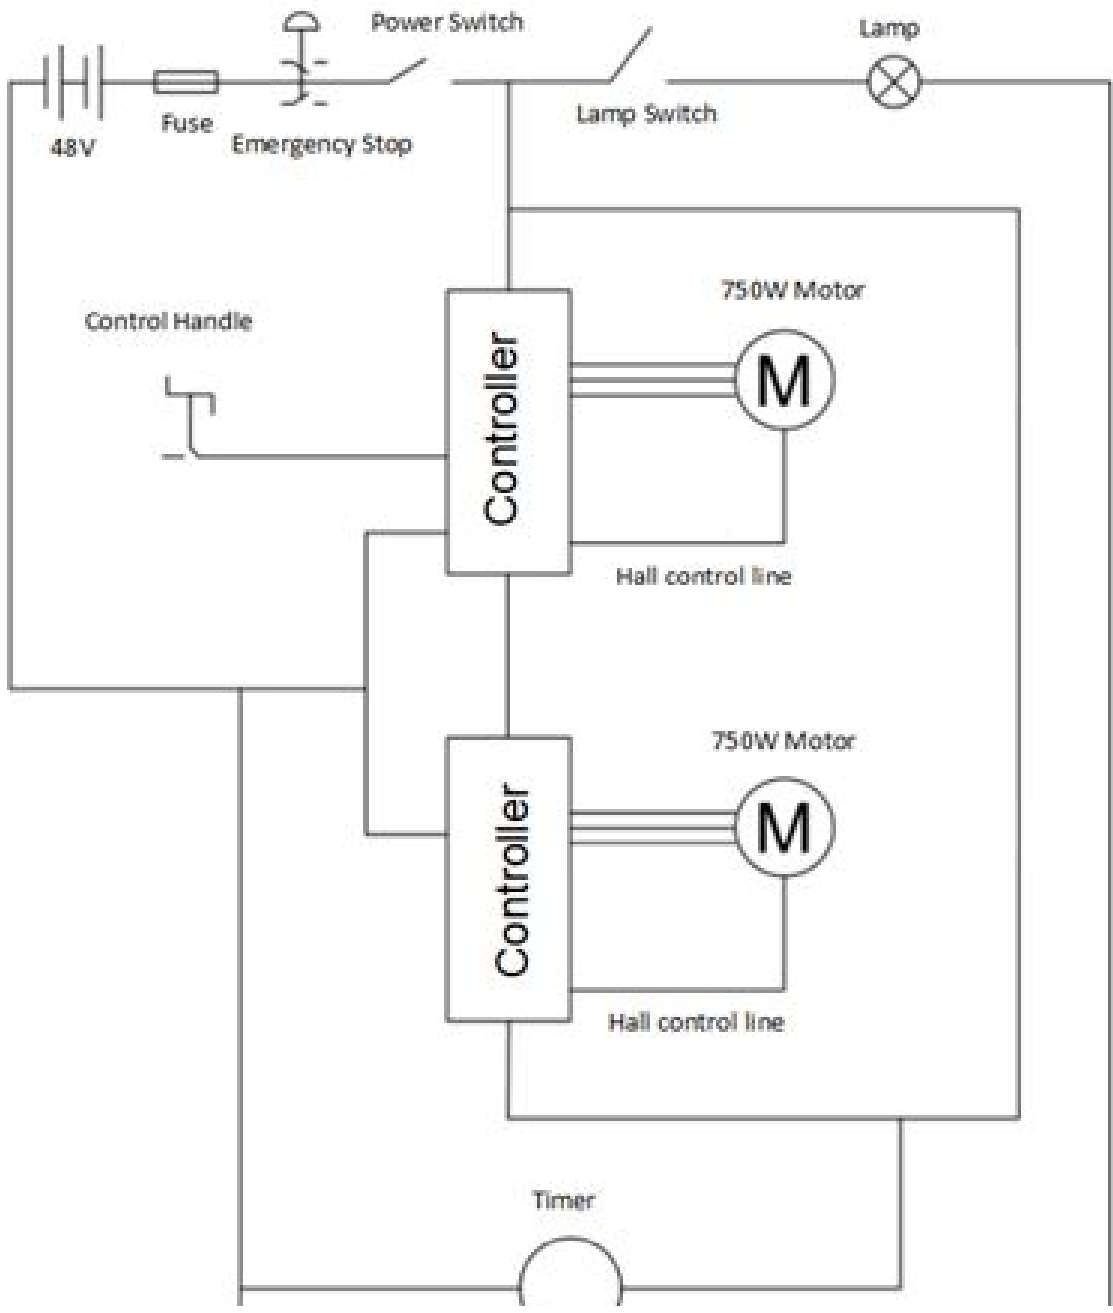 Power Switch
Lamp
Fuse
48V
Emergency Stop
Lamp Switch
750W Motor
Control Handle
Controller
M
Hall control line
750W Motor
Controller
M
Hall control line
Timer